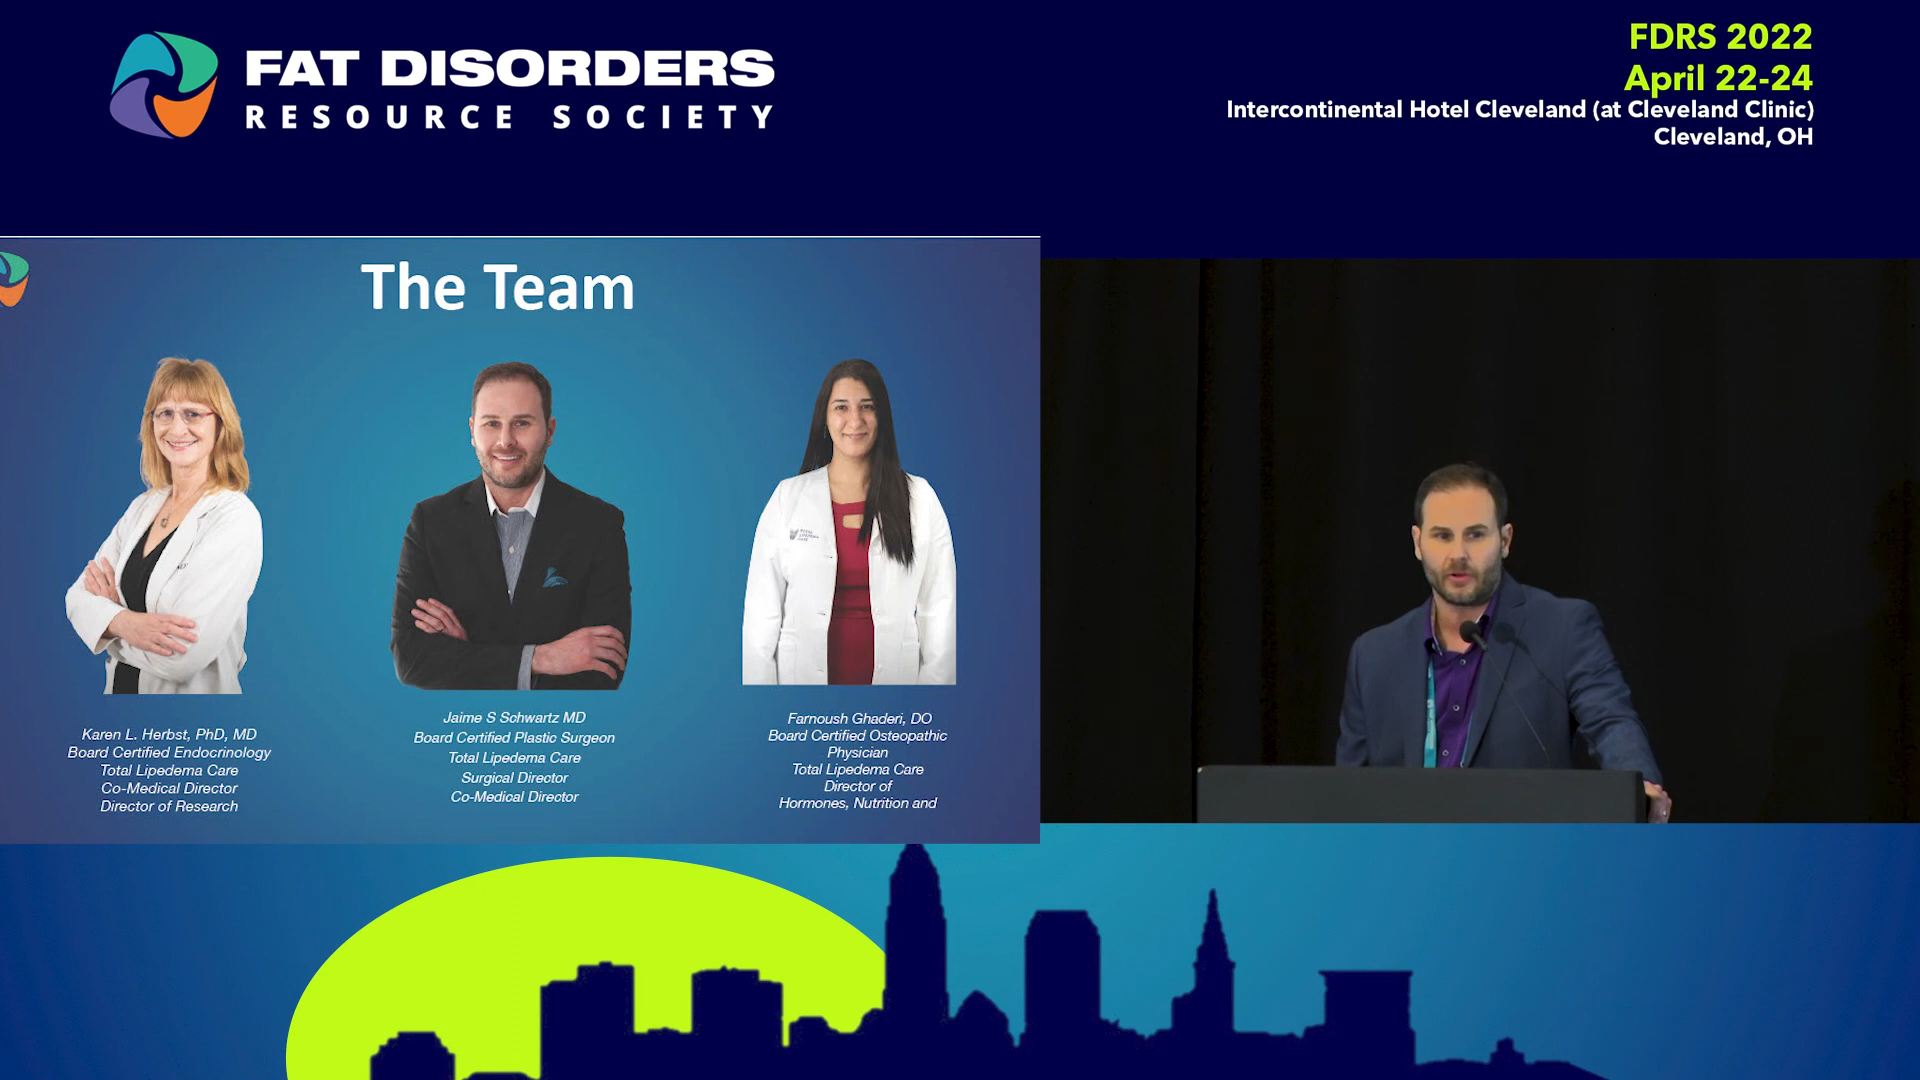 FAT DISORDERS
RESOURCE SOCIETY
FDRS 2022
April 22-24
Intercontinental Hotel Cleveland (at Cleveland Clinic)
Cleveland, OH
The Team
Karen L. Herbst, PhD, MD
Board Certified Endocrinology
Total Lipedema Care
Co-Medical Director
Director of Research
Jaime S Schwartz MD
Board Certified Plastic Surgeon
Total Lipedema Care
Surgical Director
Co-Medical Director
Farnoush Ghaderi, DO
Board Certified Osteopathic
Physician
Total Lipedema Care
Director of
Hormones, Nutrition and